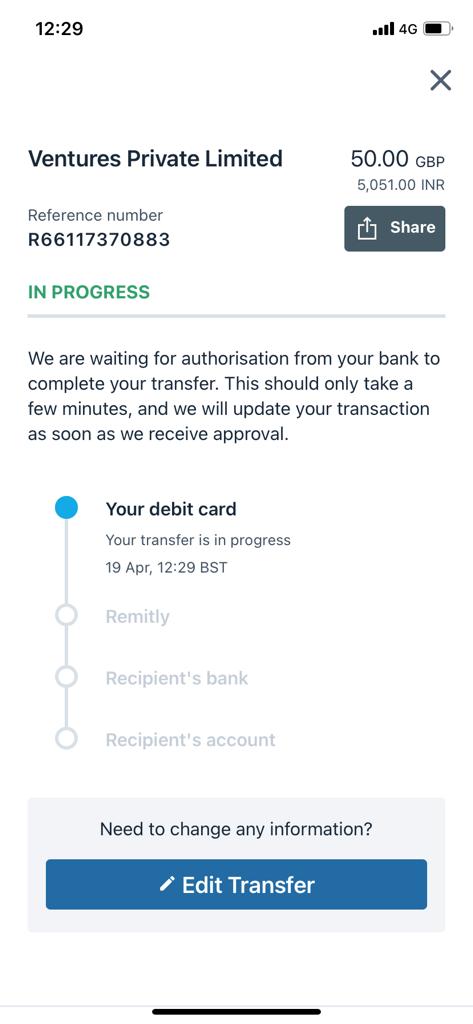 12:29
4G
Ventures Private Limited
50.00 GBP
5,051.00 INR
Reference number
R66117370883
Share
IN PROGRESS
We are waiting for authorisation from your bank to
complete your transfer. This should only take a
few minutes, and we will update your transaction
as soon as we receive approval.
Your debit card
Your transfer is in progress
19 Apr, 12:29 BST
Remitly
Recipient's bank
Recipient's account
Need to change any information?
Edit Transfer